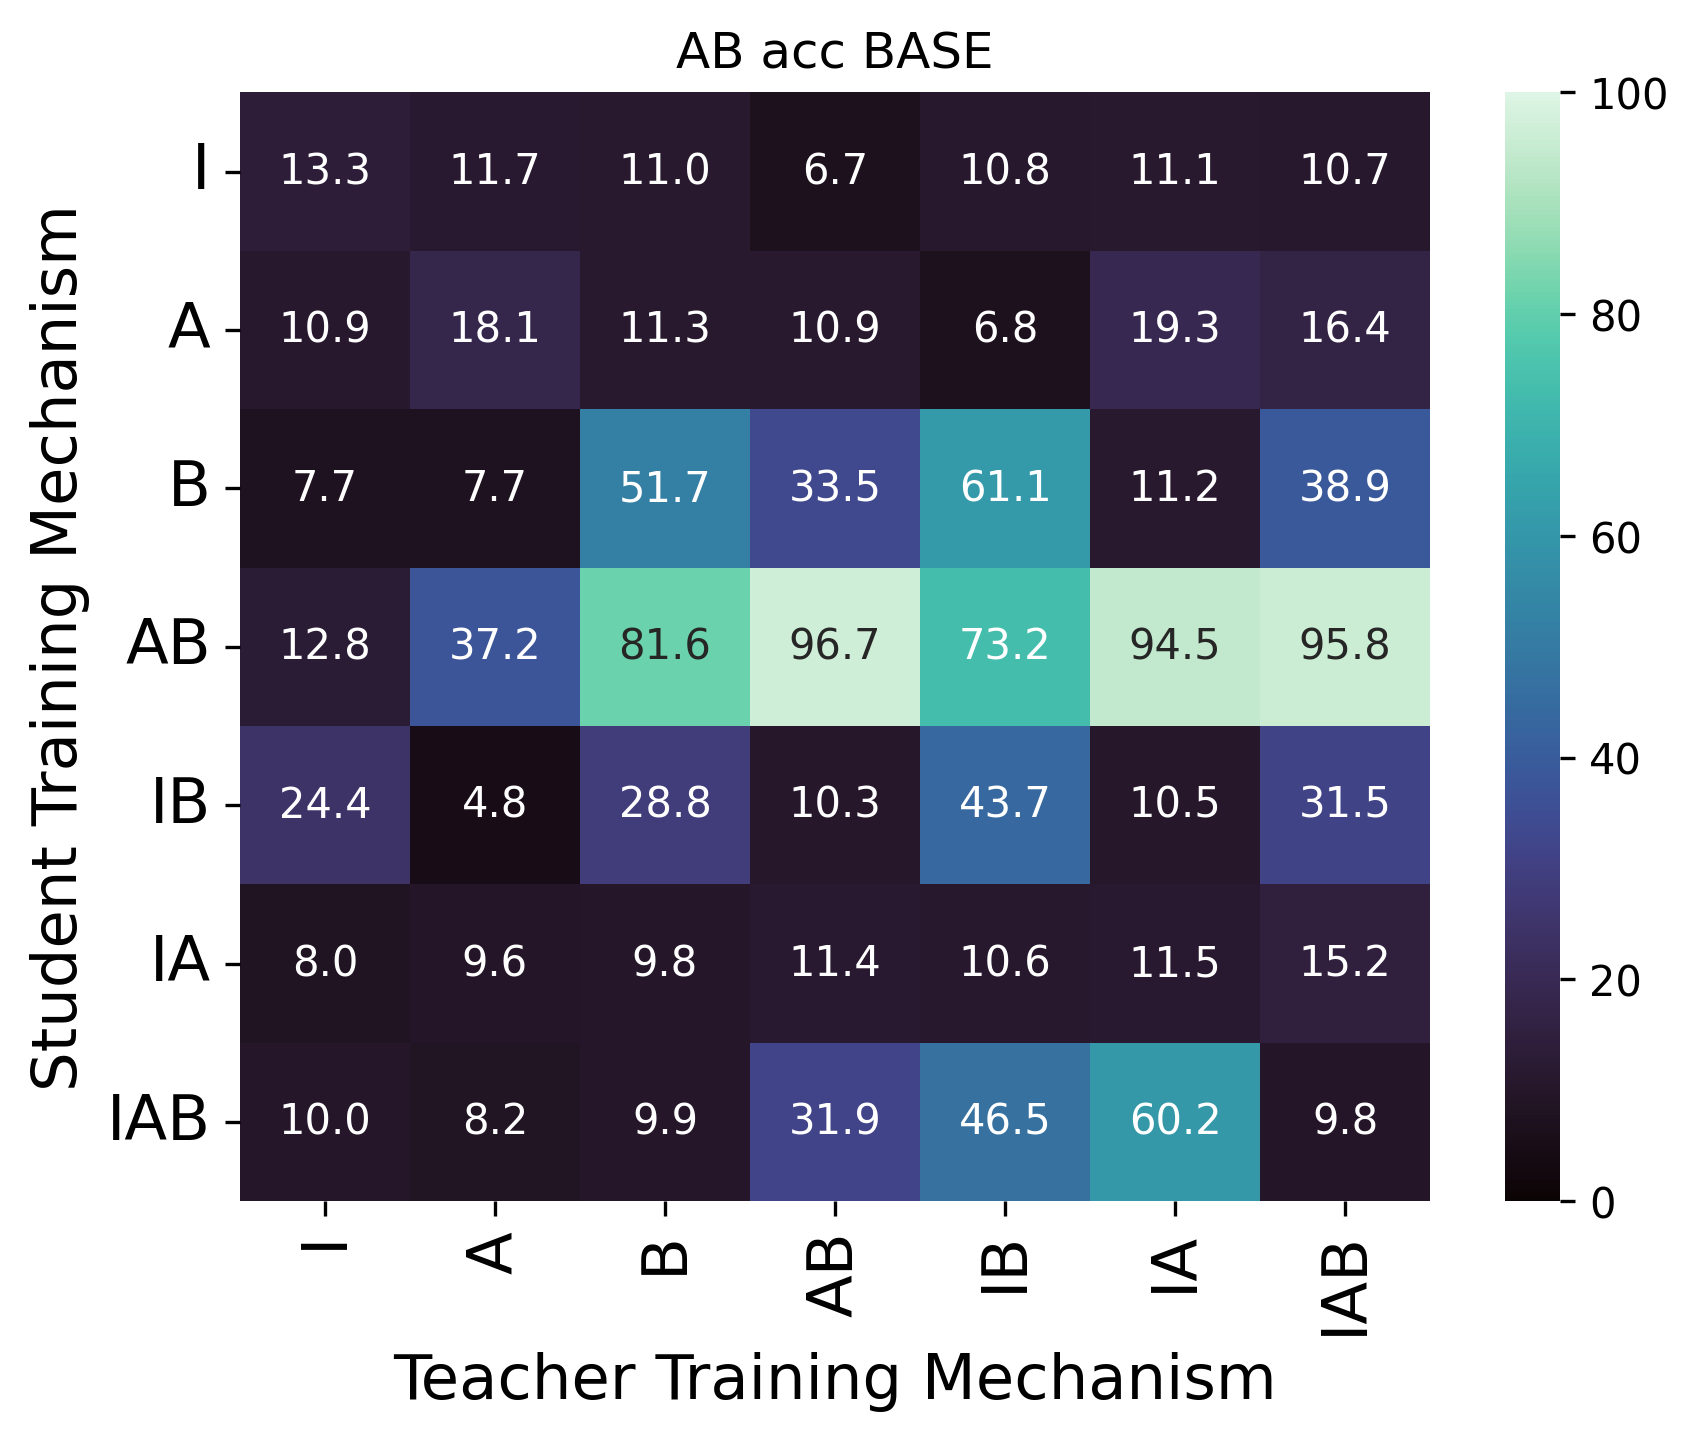 AB acc BASE
Student Training Mechanism
I 13.3 11.7 11.0 6.7 10.8 11.1 10.7
A 10.9 18.1 11.3 10.9 6.8 19.3 16.4
B 7.7 7.7 51.7 33.5 61.1 11.2 38.9
AB 12.8 37.2 81.6 96.7 73.2 94.5 95.8
IB 24.4 4.8 28.8 10.3 43.7 10.5 31.5
IA 8.0 9.6 9.8 11.4 10.6 11.5 15.2
IAB 10.0 8.2 9.9 31.9 46.5 60.2 9.8
I A B AB IB IA IAB
Teacher Training Mechanism
100
80
60
40
20
0